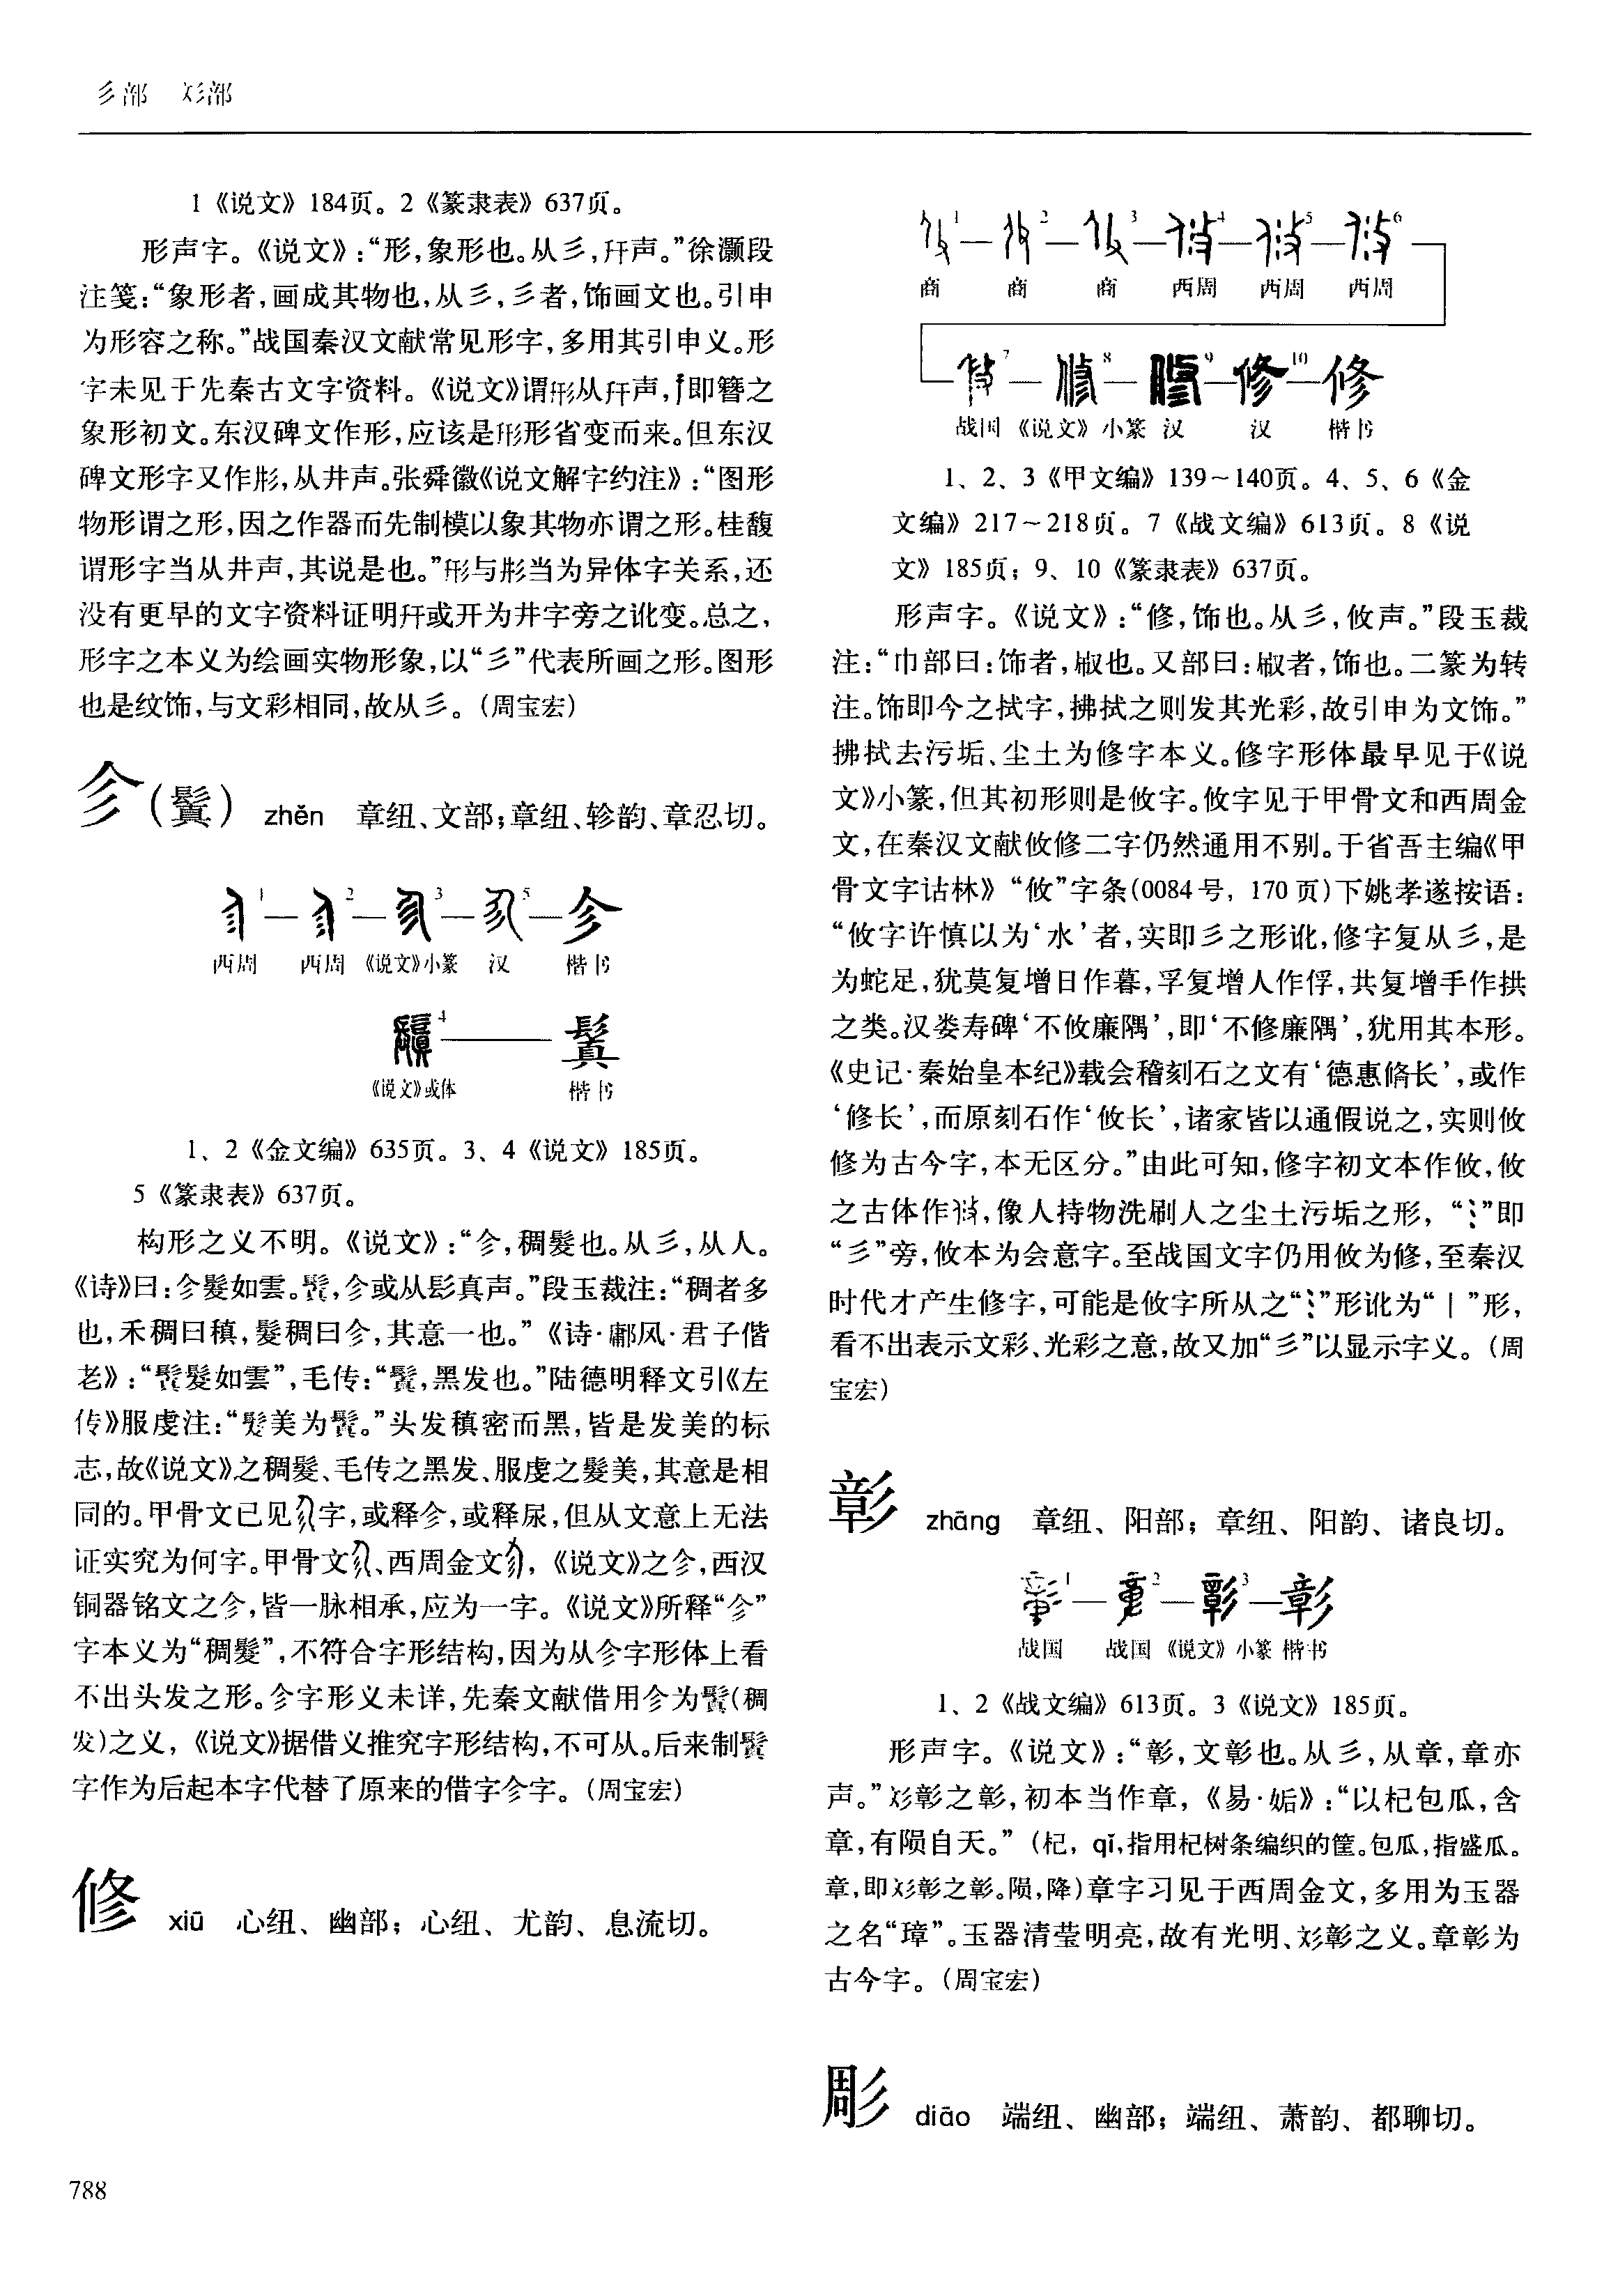 彡部 彣部
1《说文》184页。2《篆隶表》637页。
形声字。《说文》:“形,象形也。从彡,幵声。”徐灏段
注笺:“象形者,画成其物也,从彡,彡者,饰画文也。引申
为形容之称。”战国秦汉文献常见形字,多用其引申义。形
字未见于先秦古文字资料。《说文》谓形从幵声,即簪之
象形初文。东汉碑文作形,应该是形形省变而来。但东汉
碑文形字又作㓝,从井声。张舜徽《说文解字约注》:“图形
物形谓之形,因之作器而先制模以象其物亦谓之形。桂馥
谓形字当从井声,其说是也。”当为异体字关系,还
没有更早的文字资料证明幵或开为井字旁之讹变。总之,
形字之本义为绘画实物形象,以“彡”代表所画之形。图形
也是纹饰,与文彩相同,故从彡。(周宝宏)
㐱(鬒) zhěn 章纽、文部;章纽、轸韵、章忍切。
1 2 3 5 㐱
西周 西周 《说文》小篆 汉 楷书
4 鬒
《说文》或体 楷书
1、2《金文编》635页。3、4《说文》185页。
5《篆隶表》637页。
构形之义不明。《说文》:“㐱,稠髮也。从彡,从人。
《诗》曰:㐱髮如雲。鬒,㐱或从髟真声。”段玉裁注:“稠者多
也,禾稠曰稹,髮稠曰㐱,其意一也。”《诗·鄘风·君子偕
老》:“鬒髮如雲”,毛传:“鬒,黑发也。”陆德明释文引《左
传》服虔注:“髮美为鬒。”头发稹密而黑,皆是发美的标
志,故《说文》之稠髮、毛传之黑发、服虔之髮美,其意是相
同的。甲骨文已见字,或释㐱,或释尿,但从文意上无法
证实究为何字。甲骨文、西周金文,《说文》之㐱,西汉
铜器铭文之㐱,皆一脉相承,应为一字。《说文》所释“㐱”
字本义为“稠髮”,不符合字形结构,因为从㐱字形体上看
不出头发之形。㐱字形义未详,先秦文献借用㐱为鬒(稠
发)之义,《说文》据借义推究字形结构,不可从。后来制鬒
字作为后起本字代替了原来的借字㐱字。(周宝宏)
修 xiū 心纽、幽部;心纽、尤韵、息流切。
1 2 3 4 5 6
商 商 商 西周 西周 西周
7 8 9 10 修
战国 《说文》小篆 汉 汉 楷书
1、2、3《甲文编》139~140页。4、5、6《金
文编》217~218页。7《战文编》613页。8《说
文》185页;9、10《篆隶表》637页。
形声字。《说文》:“修,饰也。从彡,攸声。”段玉裁
注:“巾部曰:饰者,㕞也。又部曰:㕞者,饰也。二篆为转
注。饰即今之拭字,拂拭之则发其光彩,故引申为文饰。”
拂拭去污垢、尘土为修字本义。修字形体最早见于《说
文》小篆,但其初形则是攸字。攸字见于甲骨文和西周金
文,在秦汉文献攸修二字仍然通用不别。于省吾主编《甲
骨文字诂林》“攸”字条(0084号,170页)下姚孝遂按语:
“攸字许慎以为‘水’者,实即彡之形讹,修字复从彡,是
为蛇足,犹莫复增日作暮,孚复增人作俘,共复增手作拱
之类。汉娄寿碑‘不攸廉隅’,即‘不修廉隅’,犹用其本形。
《史记·秦始皇本纪》载会稽刻石之文有‘德惠脩长’,或作
‘修长’,而原刻石作‘攸长’,诸家皆以通假说之,实则攸
修为古今字,本无区分。”由此可知,修字初文本作攸,攸
之古体作,像人持物洗刷人之尘土污垢之形,“”即
“彡”旁,攸本为会意字。至战国文字仍用攸为修,至秦汉
时代才产生修字,可能是攸字所从之“”形讹为“丨”形,
看不出表示文彩、光彩之意,故又加“彡”以显示字义。(周
宝宏)
彰 zhāng 章纽、阳部;章纽、阳韵、诸良切。
1 2 3 彰
战国 战国 《说文》小篆 楷书
1、2《战文编》613页。3《说文》185页。
形声字。《说文》:“彰,文彰也。从彡,从章,章亦
声。”彣彰之彰,初本当作章,《易·姤》:“以杞包瓜,含
章,有陨自天。”(杞,qǐ,指用杞树条编织的筐。包瓜,指盛瓜。
章,即彣彰之彰。陨,降)章字习见于西周金文,多用为玉器
之名“璋”。玉器清莹明亮,故有光明、彣彰之义。章彰为
古今字。(周宝宏)
彫 diāo 端纽、幽部;端纽、萧韵、都聊切。
788